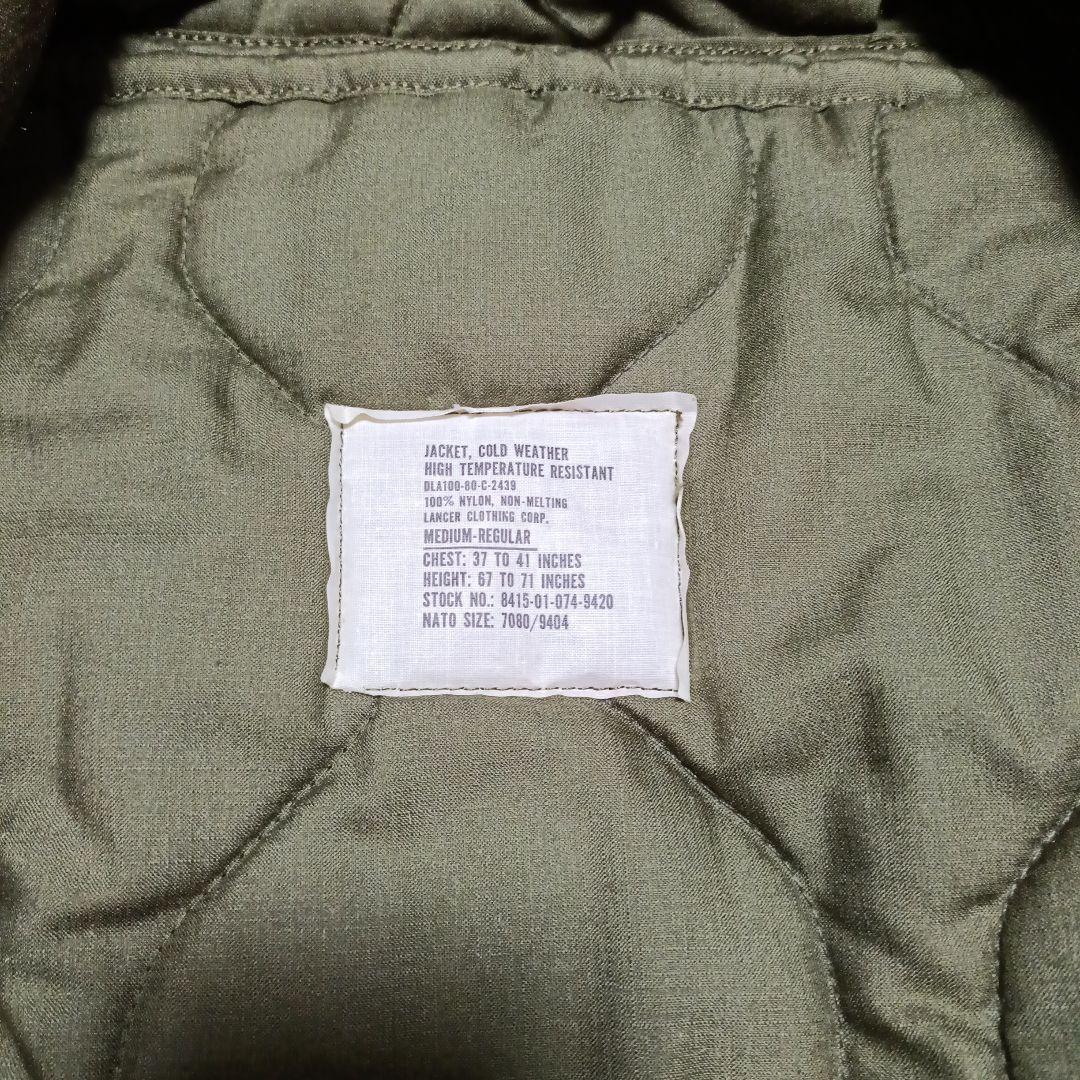 JACKET, COLD WEATHER
HIGH TEMPERATURE RESISTANT
DLA100-80-C-2439
100% NYLON, NON-MELTING
LANCER CLOTHING CORP.
MEDIUM-REGULAR
CHEST: 37 TO 41 INCHES
HEIGHT: 67 TO 71 INCHES
STOCK NO.: 8415-01-074-9420
NATO SIZE: 7080/9404